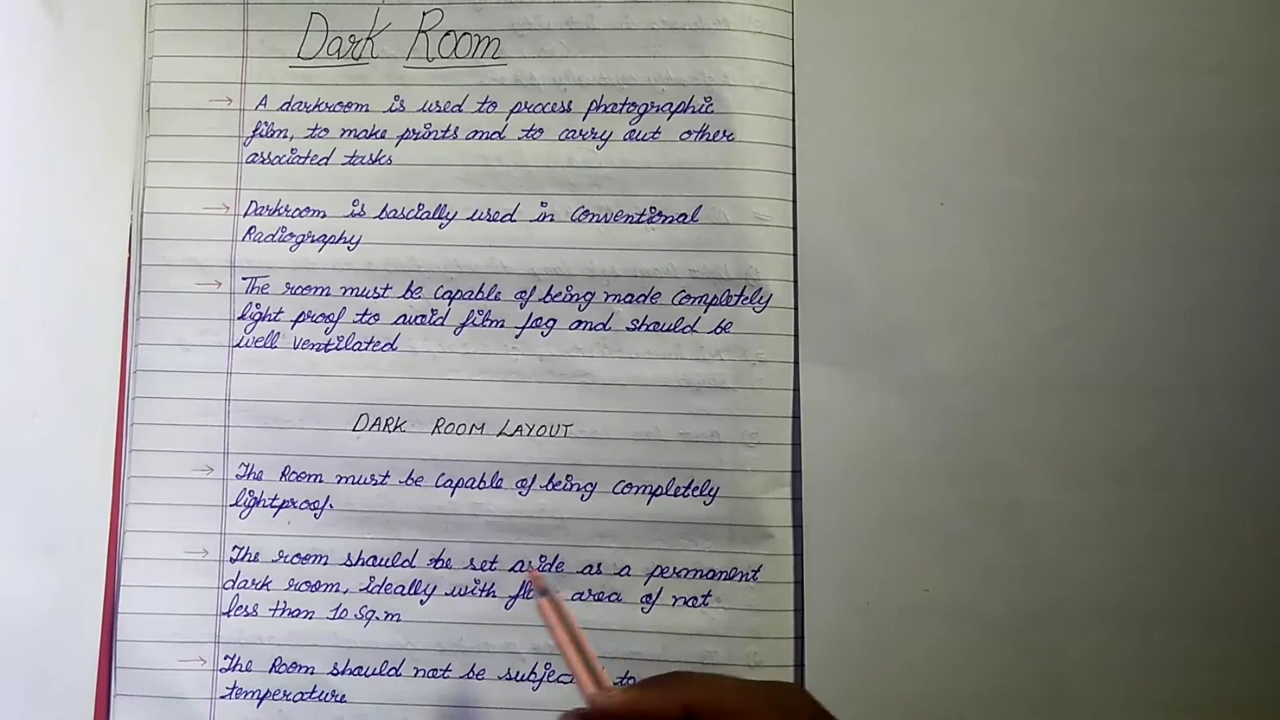 Dark Room
→ A darkroom is used to process photographic
film, to make prints and to carry out other
associated tasks
→ Darkroom is bascially used in Conventional
Radiography
→ The room must be capable of being made completely
light proof to avoid film fog and should be
well ventilated
DARK ROOM LAYOUT
→ The Room must be capable of being completely
lightproof.
→ The room should be set aside as a permanent
dark room, ideally with area of not
less than 10 sq.m
→ The Room should not be to
temperature